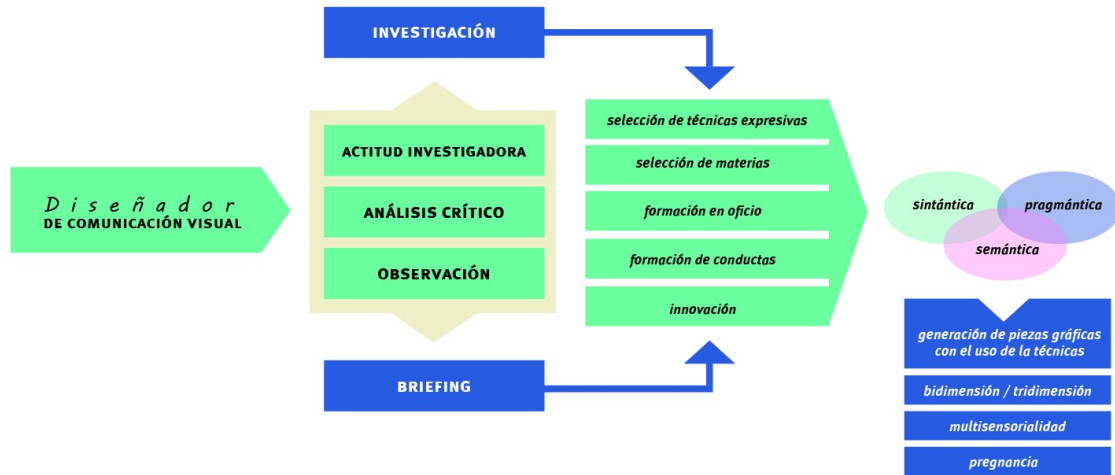 Diseñador
DE COMUNICACIÓN VISUAL
INVESTIGACIÓN
ACTITUD INVESTIGADORA
ANÁLISIS CRÍTICO
OBSERVACIÓN
BRIEFING
selección de técnicas expresivas
selección de materias
formación en oficio
formación de conductas
innovación
sintántica
pragmántica
semántica
generación de piezas gráficas
con el uso de la técnicas
bidimensión / tridimensión
multisensorialidad
pregnancia